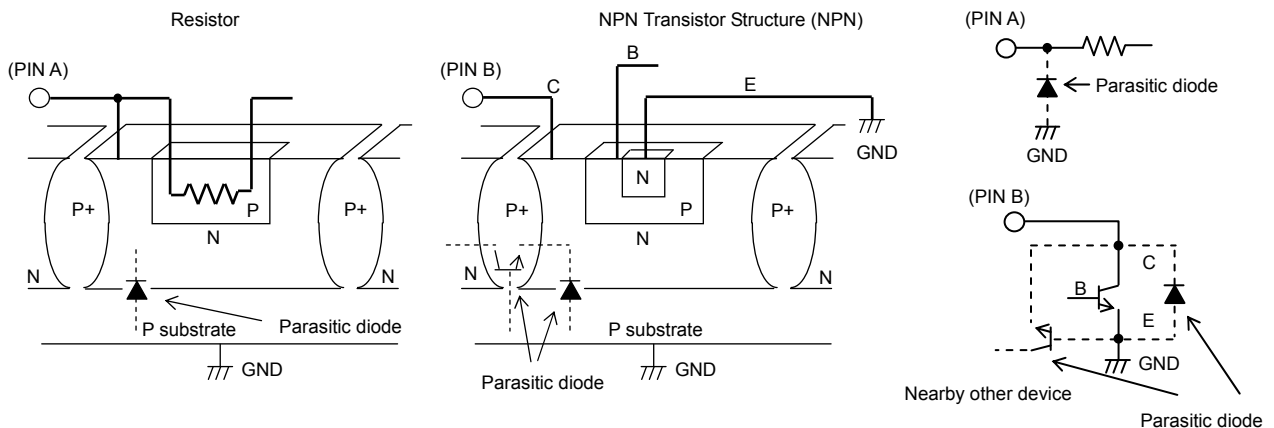 Resistor
(PIN A)
P+
P
P+
N
N
N
P substrate
Parasitic diode
GND
NPN Transistor Structure (NPN)
(PIN B)
C
B
E
GND
P+
N
P
P+
N
N
N
P substrate
GND
Parasitic diode
(PIN A)
Parasitic diode
GND
(PIN B)
C
B
E
GND
Nearby other device
Parasitic diode